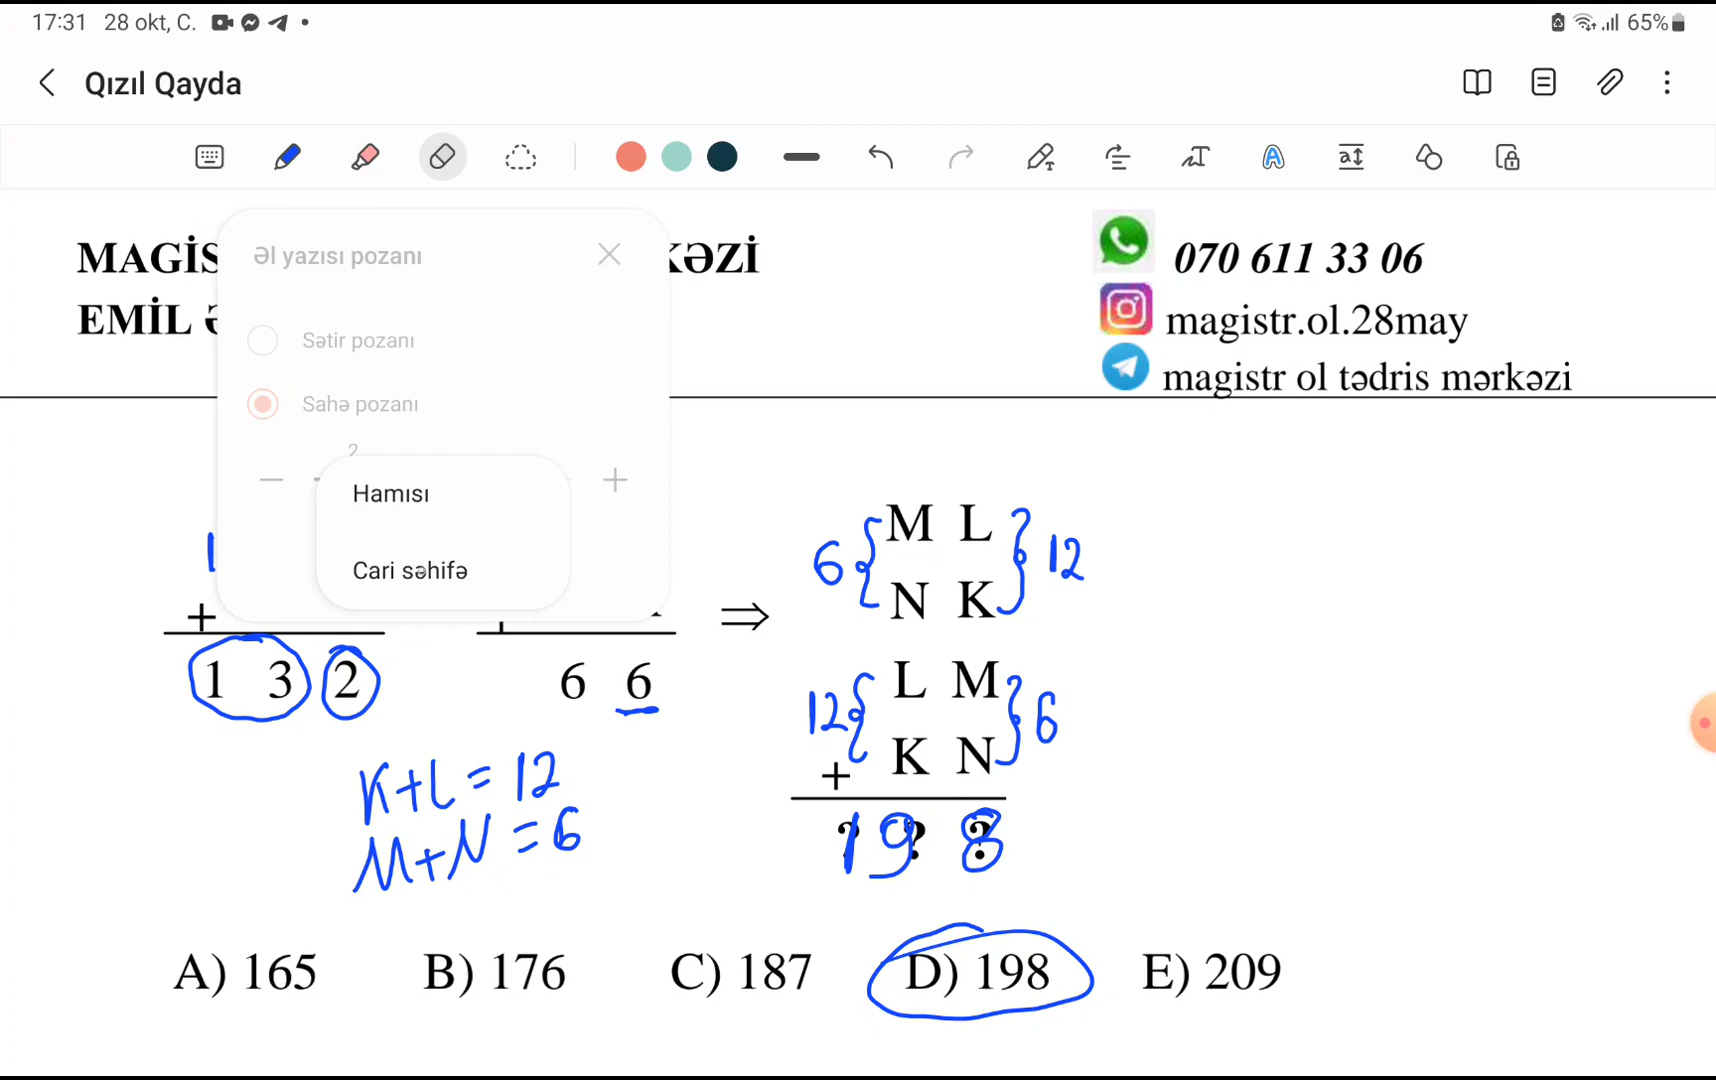 17:31 28 okt, C. 65%
Qızıl Qayda
MAGİS KƏZİ
EMİL Ə
070 611 33 06
magistr.ol.28may
magistr ol tədris mərkəzi
Əl yazısı pozanı
Sətir pozanı
Sahə pozanı
2
Hamısı
Cari səhifə
1
+
1 3 2
6 6
⇒
6 { M L } 12
N K
12 { L M } 6
+ K N
? ? ?
1 9 8
K+L=12
M+N=6
A) 165 B) 176 C) 187 D) 198 E) 209